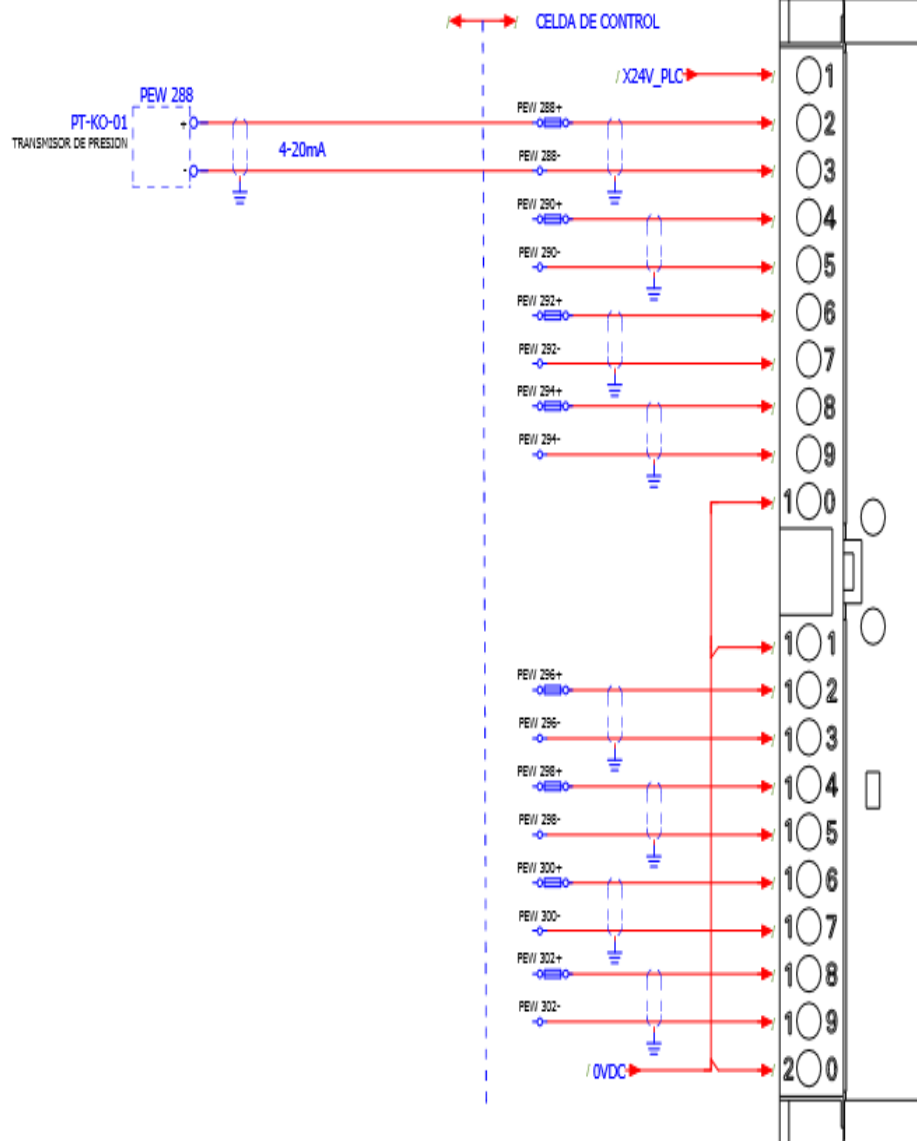 CELDA DE CONTROL
/ X24V_PLC
1
PEW 288
PEW 288+
2
PT-KO-01
+
TRANSMISOR DE PRESION
4-20mA
PEW 288-
3
-
PEW 290+
4
PEW 290-
5
PEW 292+
6
PEW 292-
7
PEW 294+
8
PEW 294-
9
10
11
PEW 296+
12
PEW 296-
13
PEW 298+
14
PEW 298-
15
PEW 300+
16
PEW 300-
17
PEW 302+
18
PEW 302-
19
/ 0VDC
20